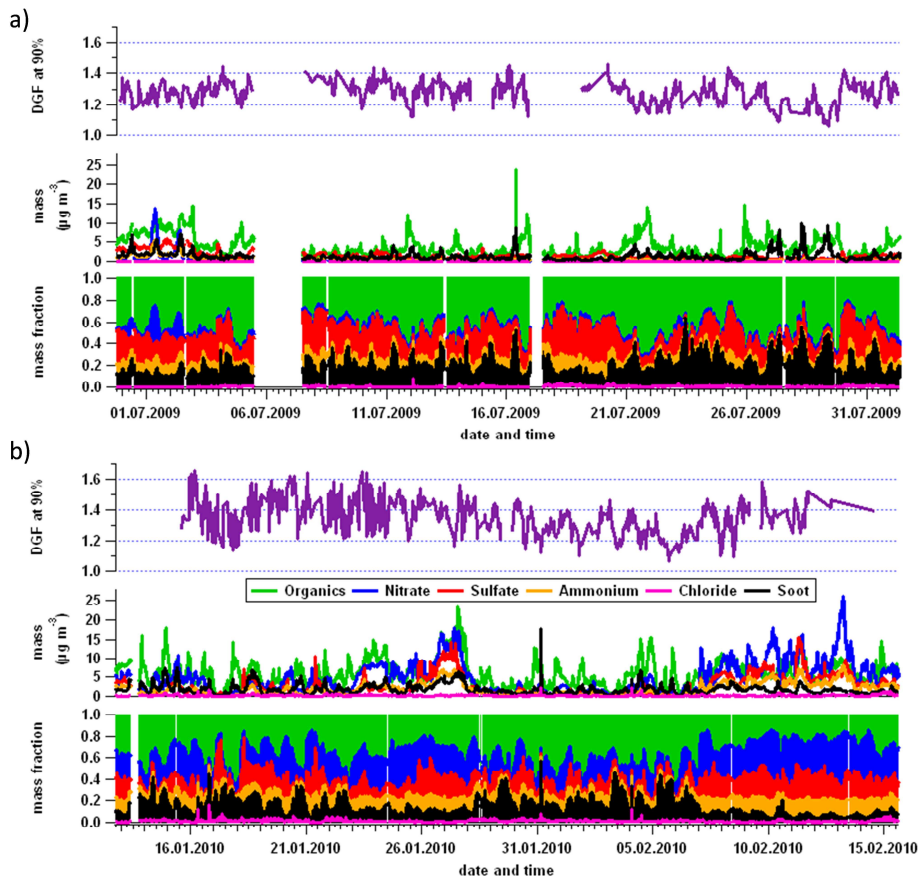 a)
DGF at 90%
1.6
1.4
1.2
1.0
mass
(µg m-3)
25
20
15
10
5
0
mass fraction
1.0
0.8
0.6
0.4
0.2
0.0
01.07.2009 06.07.2009 11.07.2009 16.07.2009 21.07.2009 26.07.2009 31.07.2009
date and time
b)
DGF at 90%
1.6
1.4
1.2
1.0
Organics Nitrate Sulfate Ammonium Chloride Soot
mass
(µg m-3)
25
20
15
10
5
0
mass fraction
1.0
0.8
0.6
0.4
0.2
0.0
16.01.2010 21.01.2010 26.01.2010 31.01.2010 05.02.2010 10.02.2010 15.02.2010
date and time